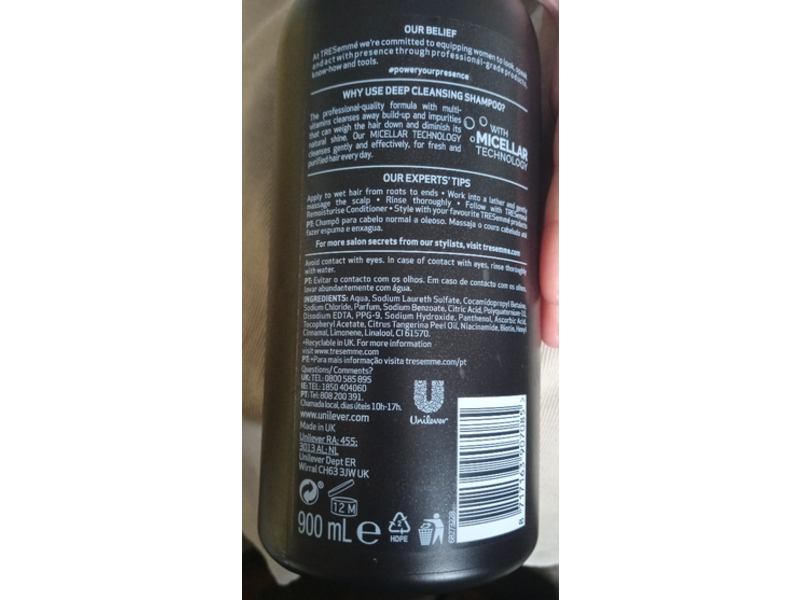 OUR BELIEF
At TRESemmé we're committed to equipping women to look, speak
and act with presence through professional-grade products,
know-how and tools.
#poweryourpresence
WHY USE DEEP CLEANSING SHAMPOO?
The professional-quality formula with multi-
vitamins cleanses away build-up and impurities
that can weigh the hair down and diminish its
natural shine. Our MICELLAR TECHNOLOGY
cleanses gently and effectively, for fresh and
purified hair every day.
WITH
MICELLAR
TECHNOLOGY
OUR EXPERTS' TIPS
Apply to wet hair from roots to ends • Work into a lather and gently
massage the scalp • Rinse thoroughly • Follow with TRESemmé
Remoisturise Conditioner • Style with your favourite TRESemmé products
PT: Champô para cabelo normal a oleoso. Massaja o couro cabeludo até
fazer espuma e enxagua.
For more salon secrets from our stylists, visit tresemme.com
Avoid contact with eyes. In case of contact with eyes, rinse thoroughly
with water.
PT: Evitar o contacto com os olhos. Em caso de contacto com os olhos,
lavar abundantemente com água.
INGREDIENTS: Aqua, Sodium Laureth Sulfate, Cocamidopropyl Betaine,
Sodium Chloride, Parfum, Sodium Benzoate, Citric Acid, Polyquaternium-10,
Disodium EDTA, PPG-9, Sodium Hydroxide, Panthenol, Ascorbic Acid,
Tocopheryl Acetate, Citrus Tangerina Peel Oil, Niacinamide, Biotin, Hexyl
Cinnamal, Limonene, Linalool, CI 61570.
•Recyclable in UK. For more information
visit www.tresemme.com
PT:•Para mais informação visita tresemme.com/pt
Questions/ Comments?
UK: TEL: 0800 585 895
IE: TEL: 1850 404060
PT: Tel: 808 200 391.
Chamada local, dias úteis 10h-17h.
www.unilever.com
Made in UK
Unilever RA: 455:
3013 AL: NL
Unilever Dept ER
Wirral CH63 3JW UK
Unilever
12 M
900 mL e
2
HDPE